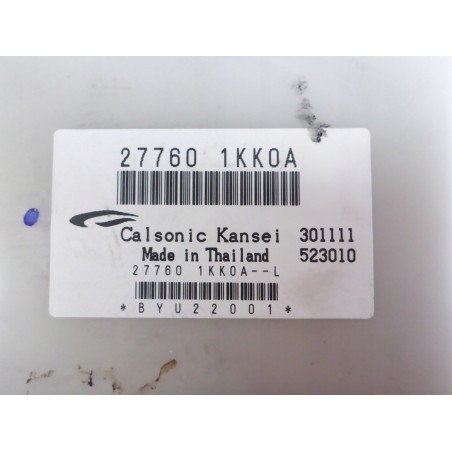 27760 1KK0A
Calsonic Kansei 301111
Made in Thailand 523010
27760 1KK0A--L
*BYU22001*